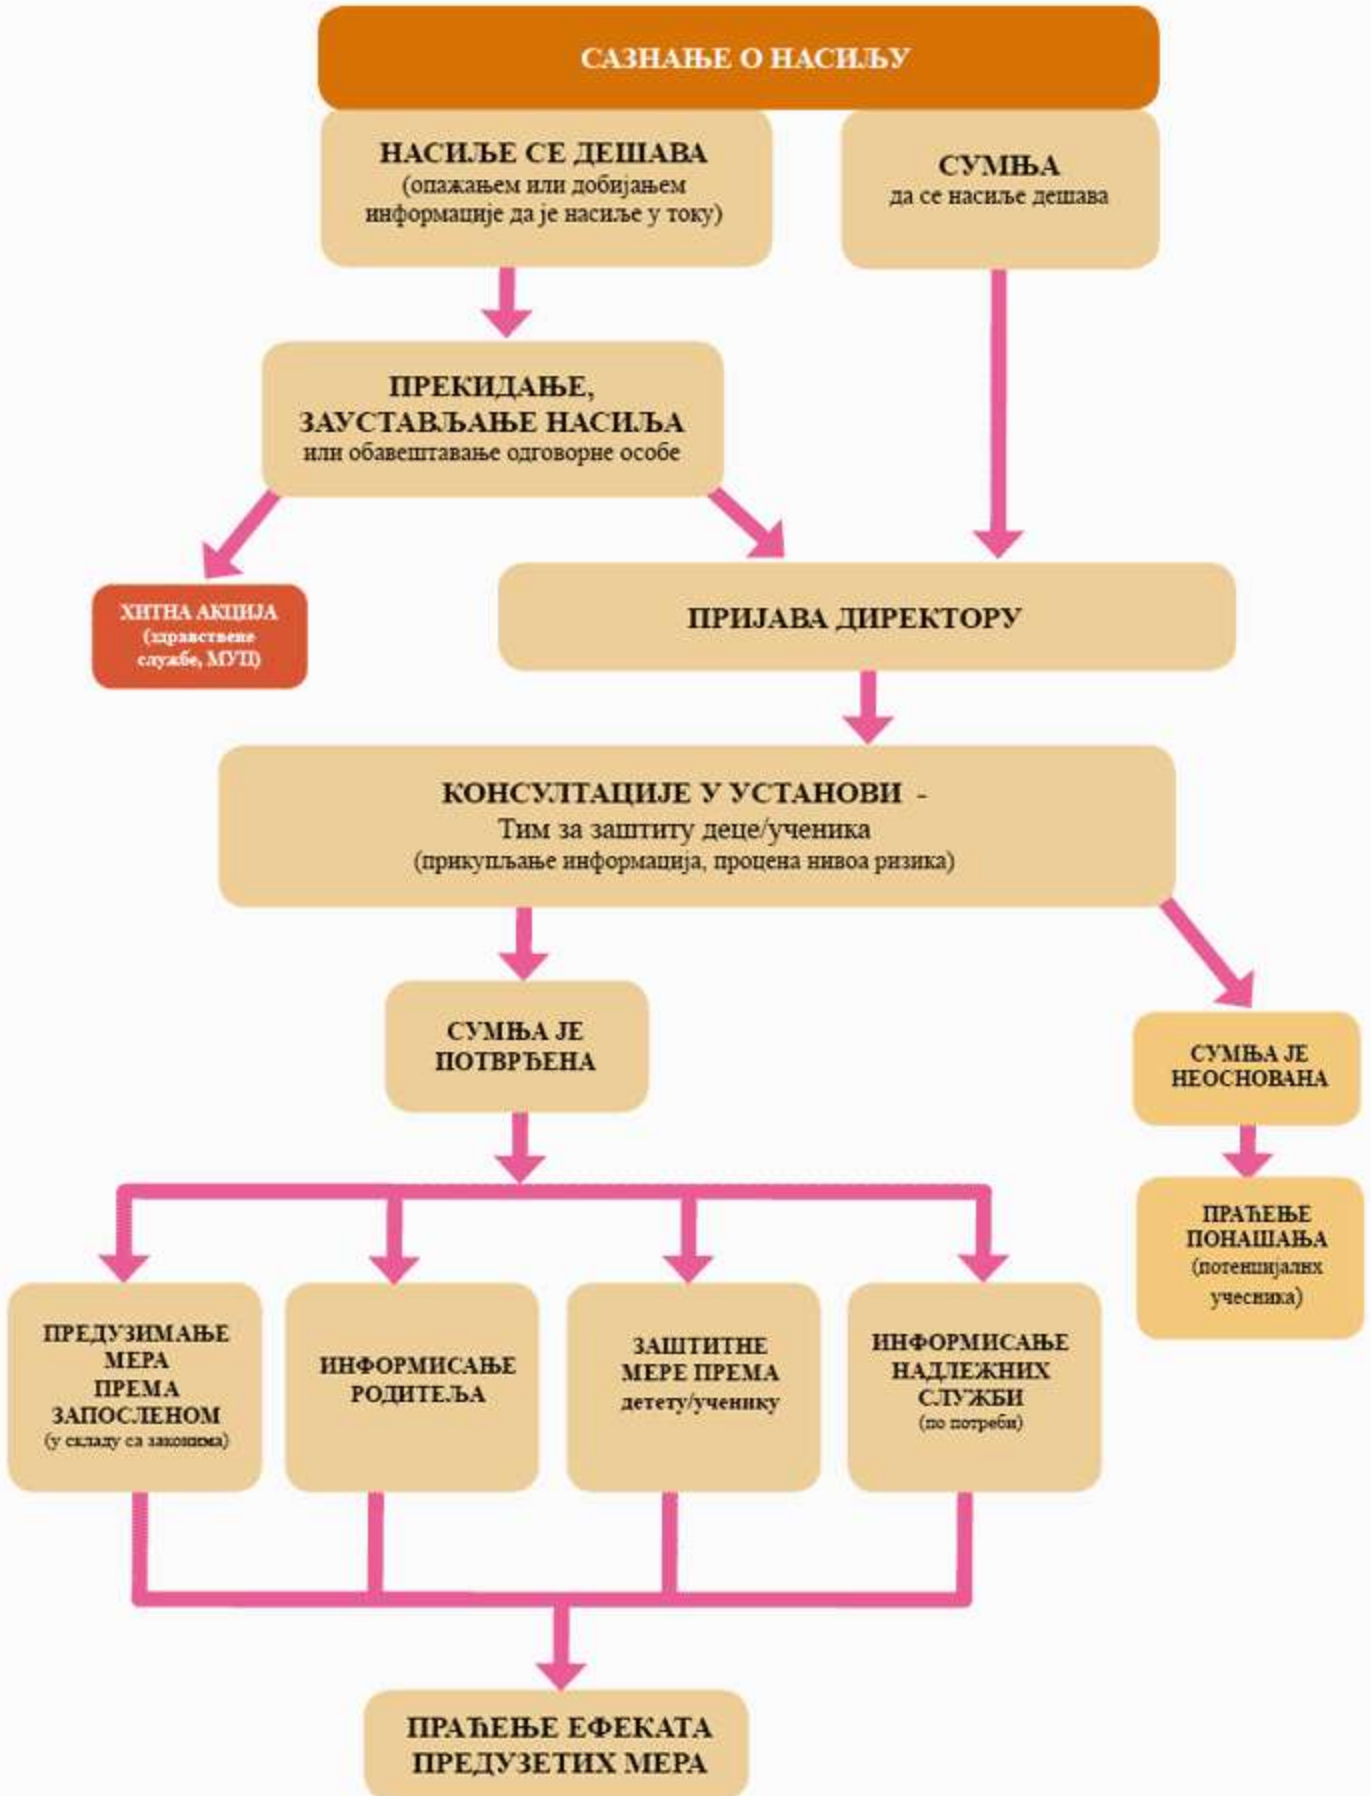 САЗНАЊЕ О НАСИЉУ
НАСИЉЕ СЕ ДЕШАВА
(опажањем или добијањем
информације да је насиље у току)
СУМЊА
да се насиље дешава
ПРЕКИДАЊЕ,
ЗАУСТАВЉАЊЕ НАСИЉА
или обавештавање одговорне особе
ХИТНА АКЦИЈА
(здравствене
службе, МУП)
ПРИЈАВА ДИРЕКТОРУ
КОНСУЛТАЦИЈЕ У УСТАНОВИ -
Тим за заштиту деце/ученика
(прикупљање информација, процена нивоа ризика)
СУМЊА ЈЕ
ПОТВРЂЕНА
СУМЊА ЈЕ
НЕОСНОВАНА
ПРАЋЕЊЕ
ПОНАШАЊА
(потенцијалнх
учесника)
ПРЕДУЗИМАЊЕ
МЕРА
ПРЕМА
ЗАПОСЛЕНОМ
(у складу са законима)
ИНФОРМИСАЊЕ
РОДИТЕЉА
ЗАШТИТНЕ
МЕРЕ ПРЕМА
детету/ученику
ИНФОРМИСАЊЕ
НАДЛЕЖНИХ
СЛУЖБИ
(по потреби)
ПРАЋЕЊЕ ЕФЕКАТА
ПРЕДУЗЕТИХ МЕРА